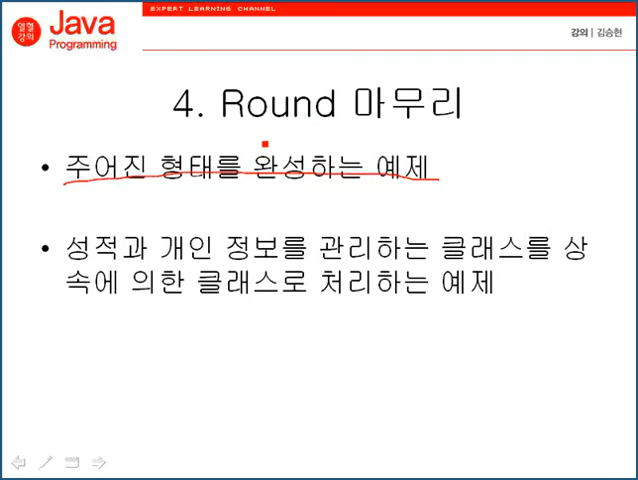 EXPERT LEARNING CHANNEL
열혈
강의
Java
Programming
강의 | 김승현
4. Round 마무리
• 주어진 형태를 완성하는 예제
• 성적과 개인 정보를 관리하는 클래스를 상
속에 의한 클래스로 처리하는 예제